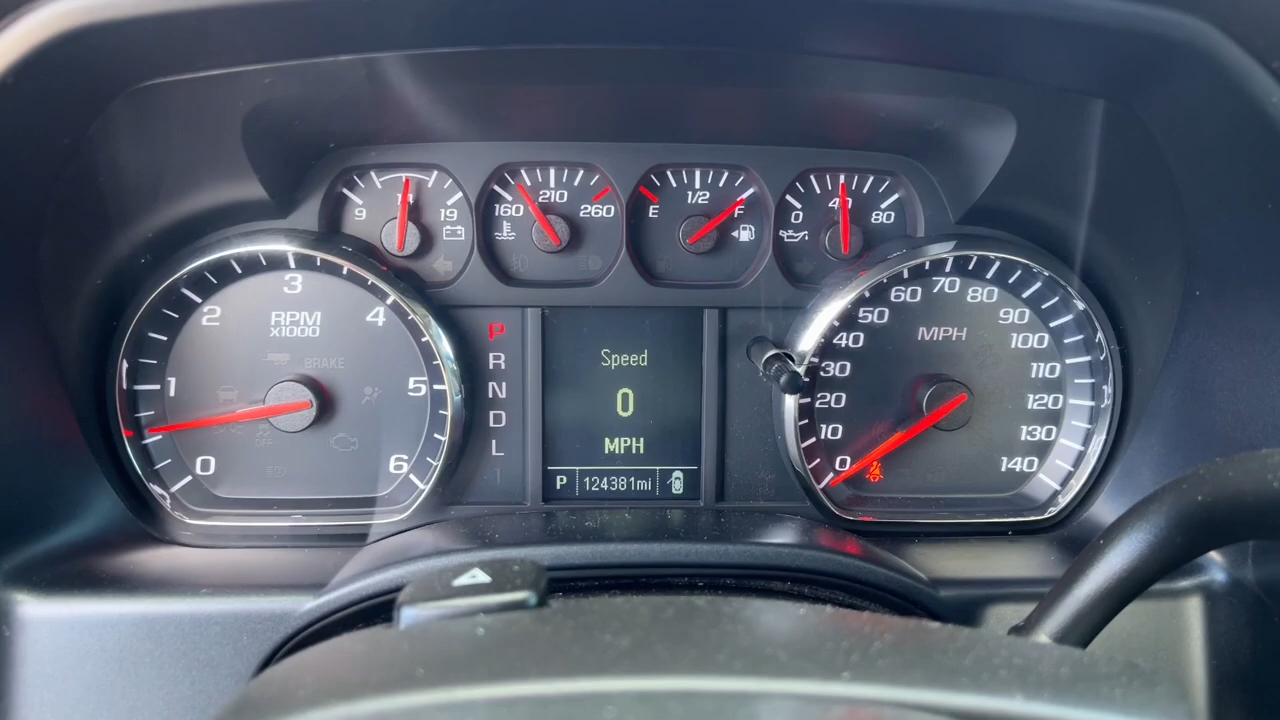 9 14 19
160 210 260
E 1/2 F
0 40 80
0 1 2 3 4 5 6
RPM
x1000
BRAKE
OFF
P
R
N
D
L
Speed
0
MPH
P 124381mi
0 10 20 30 40 50 60 70 80 90 100 110 120 130 140
MPH